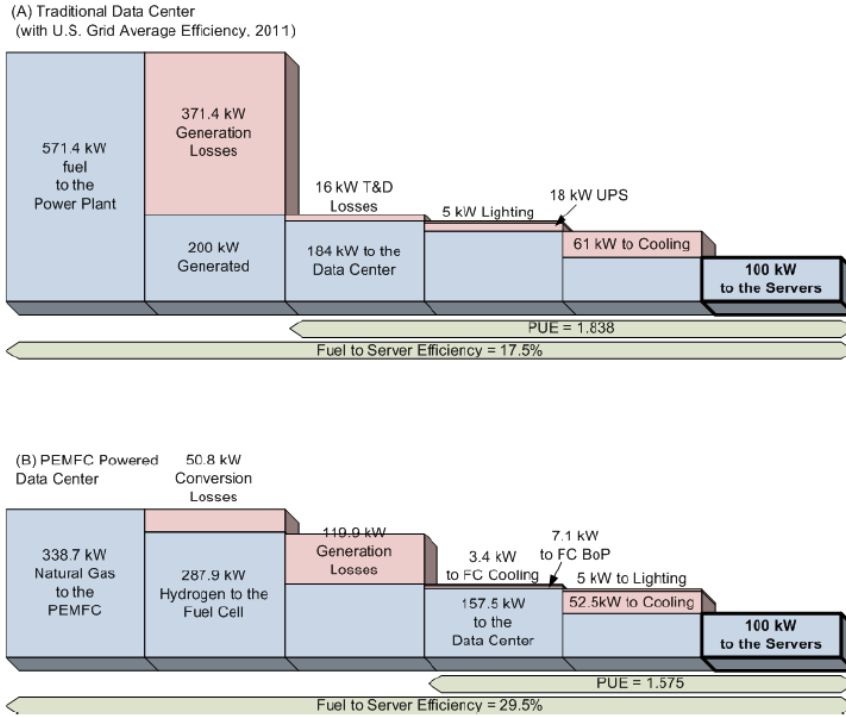 (A) Traditional Data Center
(with U.S. Grid Average Efficiency, 2011)
571.4 kW
fuel
to the
Power Plant
371.4 kW
Generation
Losses
200 kW
Generated
16 kW T&D
Losses
184 kW to the
Data Center
5 kW Lighting
18 kW UPS
61 kW to Cooling
100 kW
to the Servers
PUE = 1.838
Fuel to Server Efficiency = 17.5%
(B) PEMFC Powered
Data Center
338.7 kW
Natural Gas
to the
PEMFC
50.8 kW
Conversion
Losses
287.9 kW
Hydrogen to the
Fuel Cell
119.9 kW
Generation
Losses
3.4 kW
to FC Cooling
7.1 kW
to FC BoP
157.5 kW
to the
Data Center
5 kW to Lighting
52.5kW to Cooling
100 kW
to the Servers
PUE = 1.575
Fuel to Server Efficiency = 29.5%